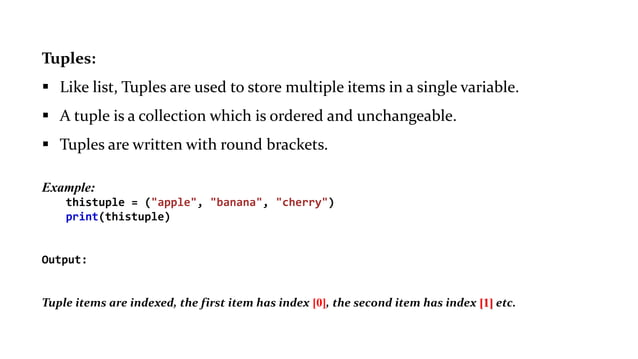 Tuples:
▪ Like list, Tuples are used to store multiple items in a single variable.
▪ A tuple is a collection which is ordered and unchangeable.
▪ Tuples are written with round brackets.
Example:
thistuple = ("apple", "banana", "cherry")
print(thistuple)
Output:
Tuple items are indexed, the first item has index [0], the second item has index [1] etc.